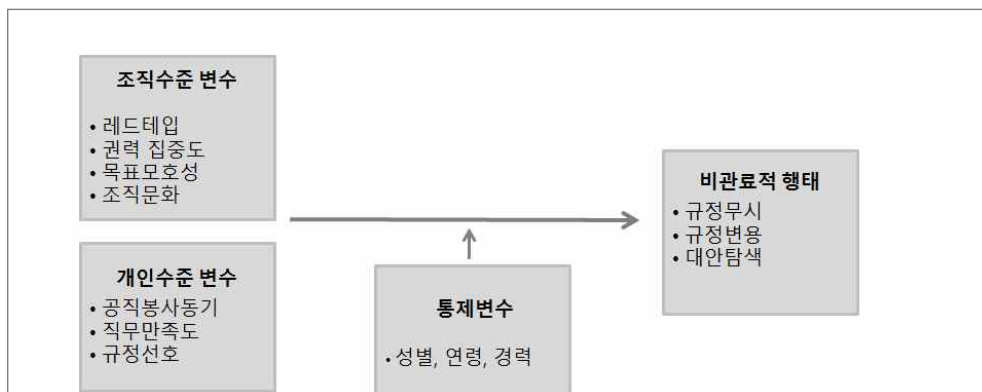 조직수준 변수
• 레드테입
• 권력 집중도
• 목표모호성
• 조직문화
개인수준 변수
• 공직봉사동기
• 직무만족도
• 규정선호
통제변수
• 성별, 연령, 경력
비관료적 행태
• 규정무시
• 규정변용
• 대안탐색